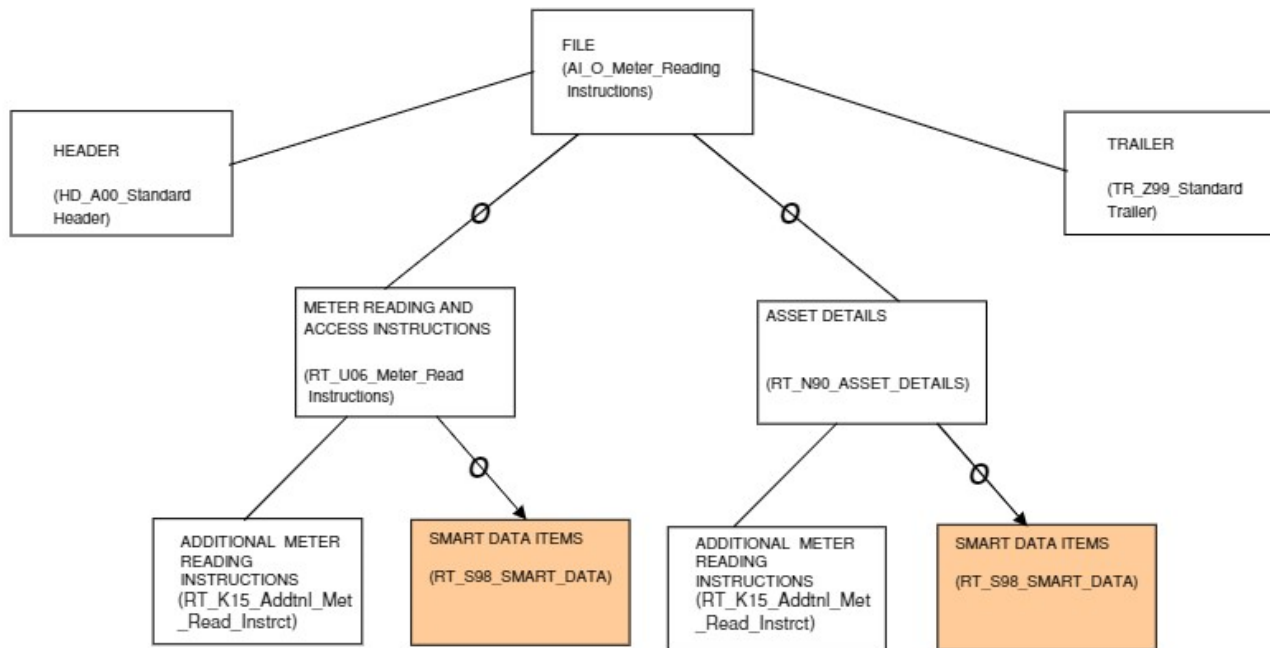 FILE
(AI_O_Meter_Reading
Instructions)
HEADER
(HD_A00_Standard
Header)
TRAILER
(TR_Z99_Standard
Trailer)
O
O
METER READING AND
ACCESS INSTRUCTIONS
(RT_U06_Meter_Read
Instructions)
ASSET DETAILS
(RT_N90_ASSET_DETAILS)
O
O
ADDITIONAL METER
READING
INSTRUCTIONS
(RT_K15_Addtnl_Met
_Read_Instrct)
SMART DATA ITEMS
(RT_S98_SMART_DATA)
ADDITIONAL METER
READING
INSTRUCTIONS
(RT_K15_Addtnl_Met
_Read_Instrct)
SMART DATA ITEMS
(RT_S98_SMART_DATA)